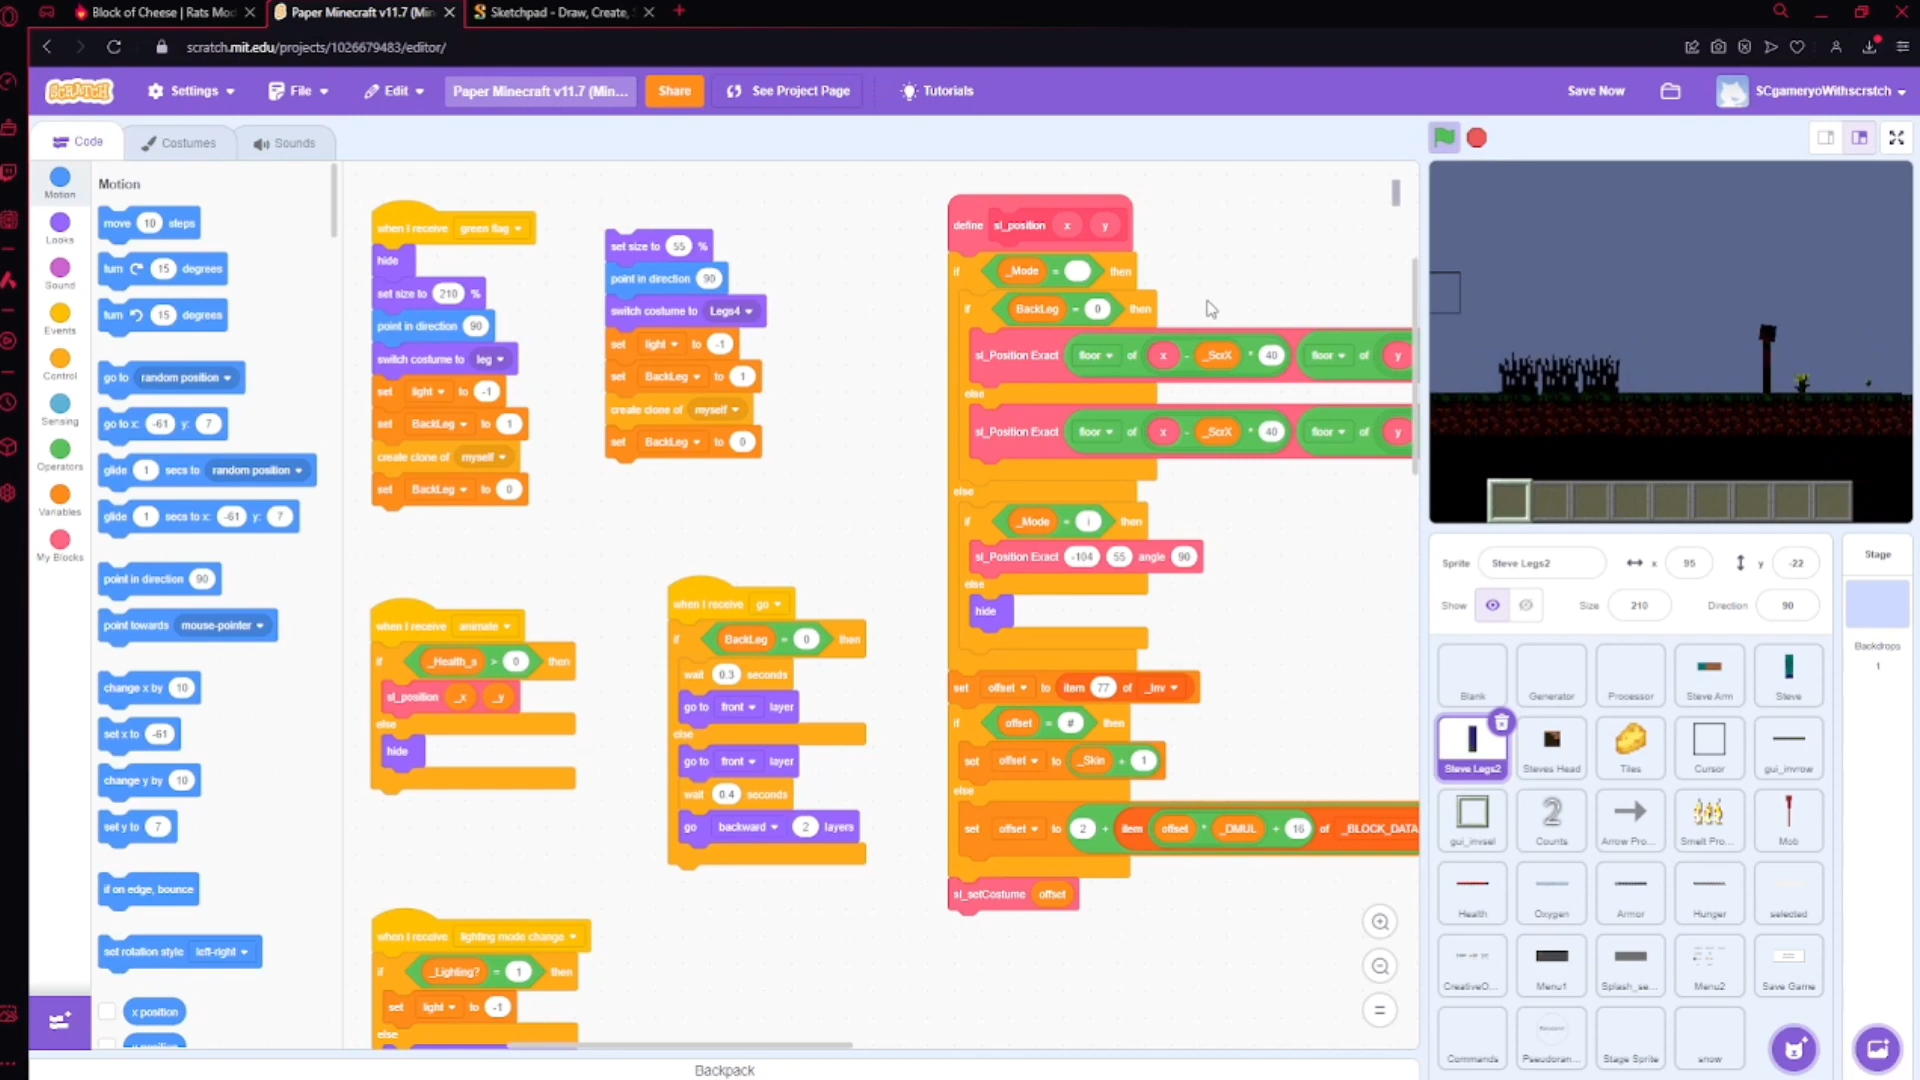 Block of Cheese | Rats Mod
Paper Minecraft v11.7 (Min
Sketchpad - Draw, Create,
scratch.mit.edu/projects/1026679483/editor/
SCRATCH
Settings
File
Edit
Paper Minecraft v11.7 (Min...
Share
See Project Page
Tutorials
Save Now
SCgameryoWithscrstch
Code
Costumes
Sounds
Motion
Looks
Sound
Events
Control
Sensing
Operators
Variables
My Blocks
Motion
move 10 steps
turn 15 degrees
turn 15 degrees
go to random position
go to x: -61 y: 7
glide 1 secs to random position
glide 1 secs to x: -61 y: 7
point in direction 90
point towards mouse-pointer
change x by 10
set x to -61
change y by 10
set y to 7
if on edge, bounce
set rotation style left-right
x position
when I receive green flag
hide
set size to 210 %
point in direction 90
switch costume to leg
set light to -1
set BackLeg to 1
create clone of myself
set BackLeg to 0
set size to 55 %
point in direction 90
switch costume to Legs4
set light to -1
set BackLeg to 1
create clone of myself
set BackLeg to 0
when I receive animate
if _Health_s > 0 then
sl_position _x _y
else
hide
when I receive go
if BackLeg = 0 then
wait 0.3 seconds
go to front layer
else
go to front layer
wait 0.4 seconds
go backward 2 layers
when I receive lighting mode change
if _Lighting? = 1 then
set light to -1
else
define sl_position x y
if _Mode = then
if BackLeg = 0 then
sl_Position Exact floor of x - _ScrX * 40 floor of y
else
sl_Position Exact floor of x - _ScrX * 40 floor of y
else
if _Mode = i then
sl_Position Exact -104 55 angle 90
else
hide
set offset to item 77 of _Inv
if offset = # then
set offset to _Skin + 1
else
set offset to 2 + item offset * _DMUL + 16 of _BLOCK_DATA
sl_setCostume offset
Backpack
Sprite Steve Legs2 x 95 y -22
Show Size 210 Direction 90
Stage
Backdrops
1
Blank
Generator
Processor
Steve Arm
Steve
Steve Legs2
Steves Head
Tiles
Cursor
gui_invrow
gui_invsel
Counts
Arrow Pro...
Smelt Pro...
Mob
Health
Oxygen
Armor
Hunger
selected
CreativeO...
Menu1
Splash_se...
Menu2
Save Game
Commands
Pseudoran...
Stage Sprite
snow